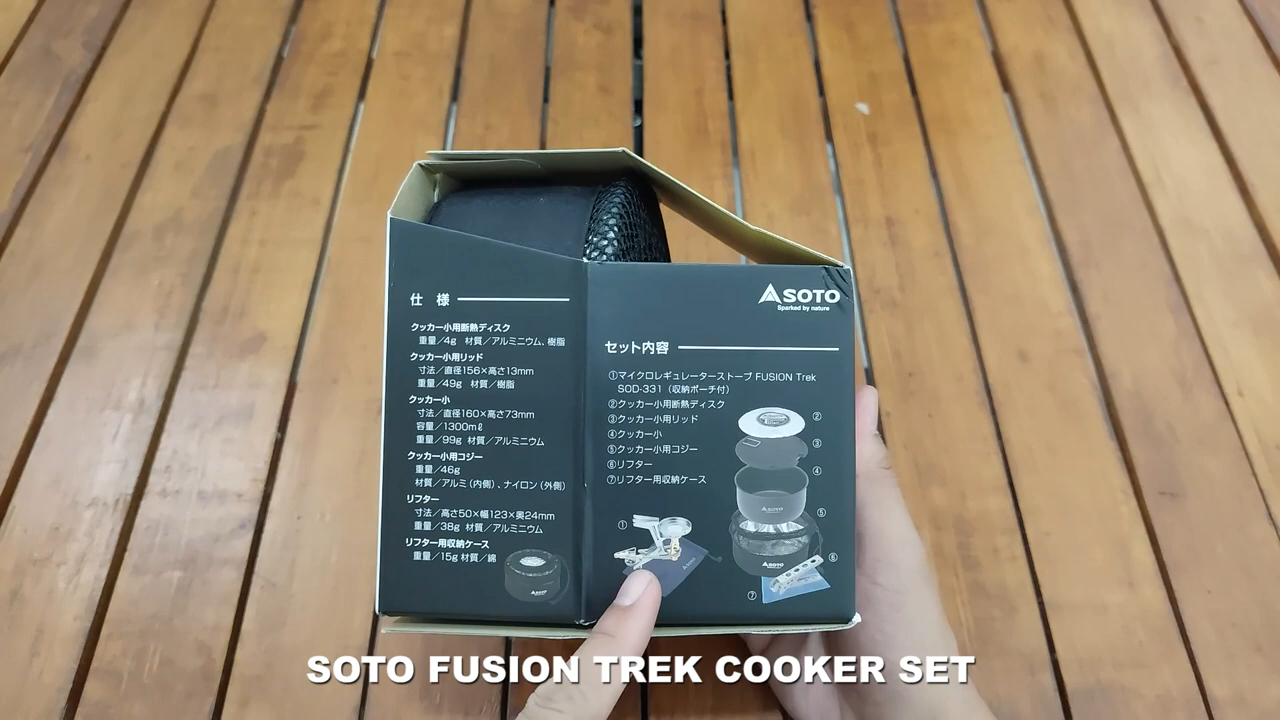 仕 様
クッカー小用断熱ディスク
重量／4g 材質／アルミニウム、樹脂
クッカー小用リッド
寸法／直径156×高さ13mm
重量／49g 材質／樹脂
クッカー小
寸法／直径160×高さ73mm
容量／1300mℓ
重量／99g 材質／アルミニウム
クッカー小用コジー
重量／46g
材質／アルミ（内側）、ナイロン（外側）
リフター
寸法／高さ50×幅123×奥24mm
重量／38g 材質／アルミニウム
リフター用収納ケース
重量／15g 材質／綿
SOTO
SOTO
Sparked by nature
セット内容
①マイクロレギュレーターストーブ FUSION Trek
SOD-331（収納ポーチ付）
②クッカー小用断熱ディスク
③クッカー小用リッド
④クッカー小
⑤クッカー小用コジー
⑥リフター
⑦リフター用収納ケース
②
③
④
SOTO
⑤
①
SOTO
⑥
⑦
SOTO FUSION TREK COOKER SET